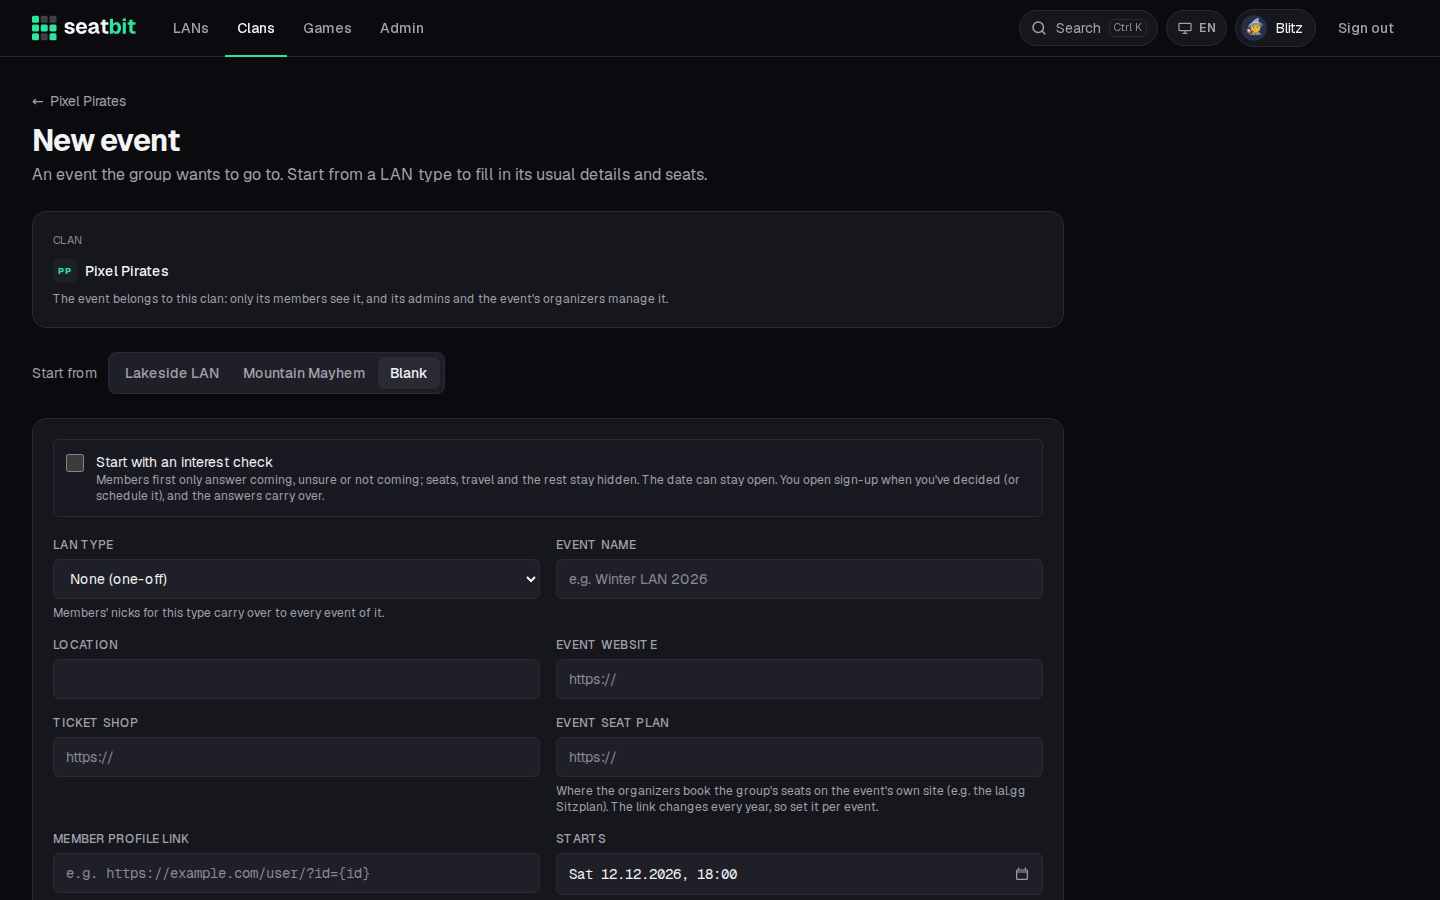 seatbit
LANs
Clans
Games
Admin
Search
Ctrl K
EN
Blitz
Sign out
← Pixel Pirates
New event
An event the group wants to go to. Start from a LAN type to fill in its usual details and seats.
CLAN
PP
Pixel Pirates
The event belongs to this clan: only its members see it, and its admins and the event's organizers manage it.
Start from
Lakeside LAN
Mountain Mayhem
Blank
Start with an interest check
Members first only answer coming, unsure or not coming; seats, travel and the rest stay hidden. The date can stay open. You open sign-up when you've decided (or
schedule it), and the answers carry over.
LAN TYPE
EVENT NAME
None (one-off)
e.g. Winter LAN 2026
Members' nicks for this type carry over to every event of it.
LOCATION
EVENT WEBSITE
https://
TICKET SHOP
EVENT SEAT PLAN
https://
https://
Where the organizers book the group's seats on the event's own site (e.g. the lal.gg
Sitzplan). The link changes every year, so set it per event.
MEMBER PROFILE LINK
STARTS
e.g. https://example.com/user/?id={id}
Sat 12.12.2026, 18:00